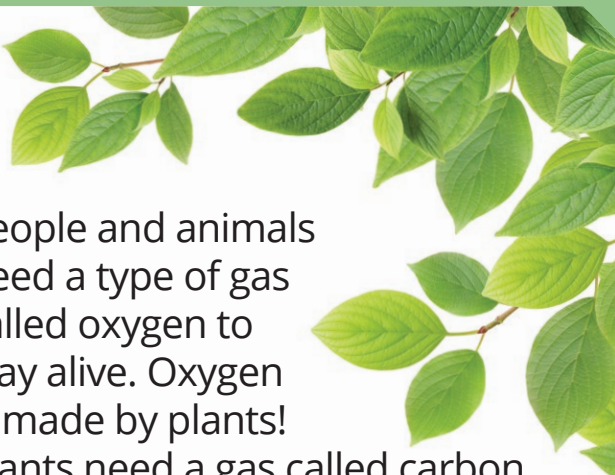 eople and animals
eed a type of gas
lled oxygen to
ay alive. Oxygen
made by plants!
ants need a gas called carbon